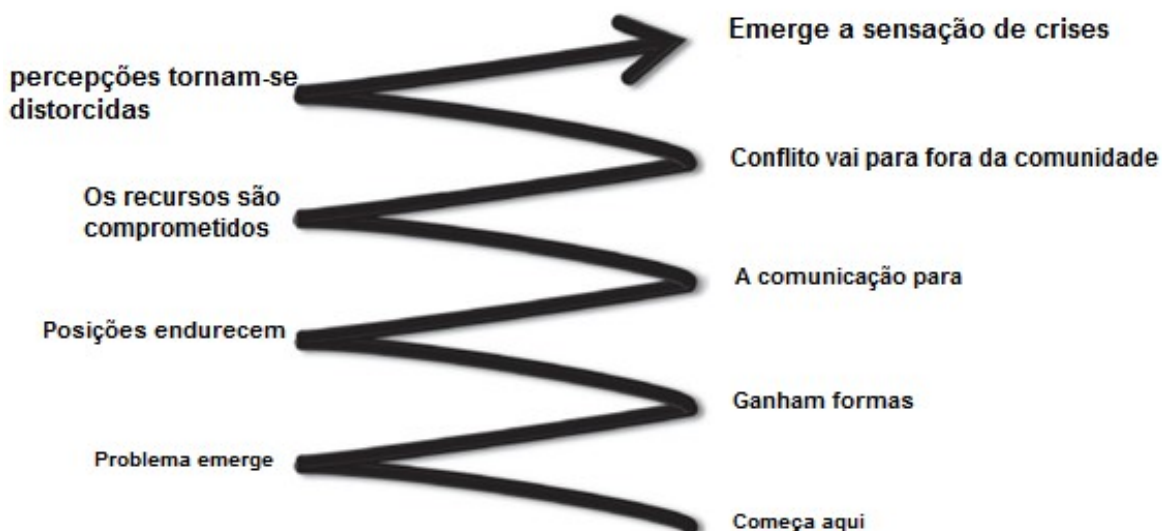 Emerge a sensação de crises
percepções tornam-se
distorcidas
Conflito vai para fora da comunidade
Os recursos são
comprometidos
A comunicação para
Posições endurecem
Ganham formas
Problema emerge
Começa aqui